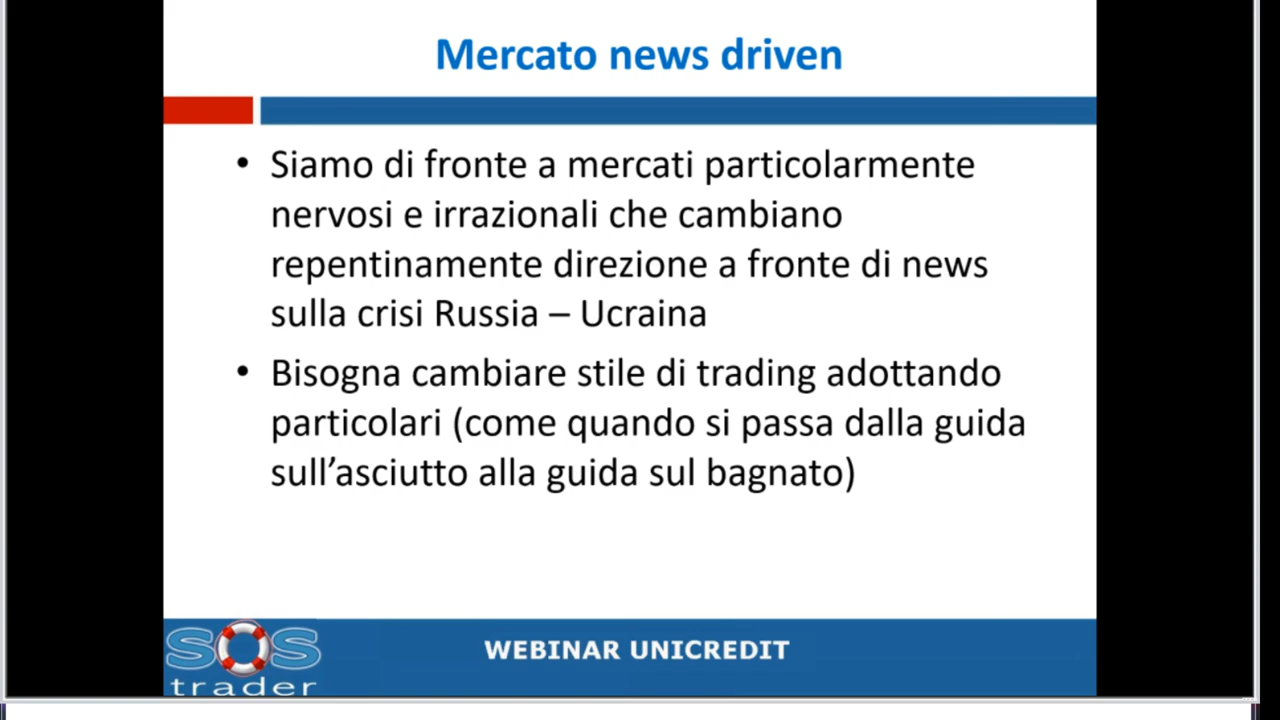 Mercato news driven
• Siamo di fronte a mercati particolarmente
nervosi e irrazionali che cambiano
repentinamente direzione a fronte di news
sulla crisi Russia – Ucraina
• Bisogna cambiare stile di trading adottando
particolari (come quando si passa dalla guida
sull’asciutto alla guida sul bagnato)
SOS
trader
WEBINAR UNICREDIT